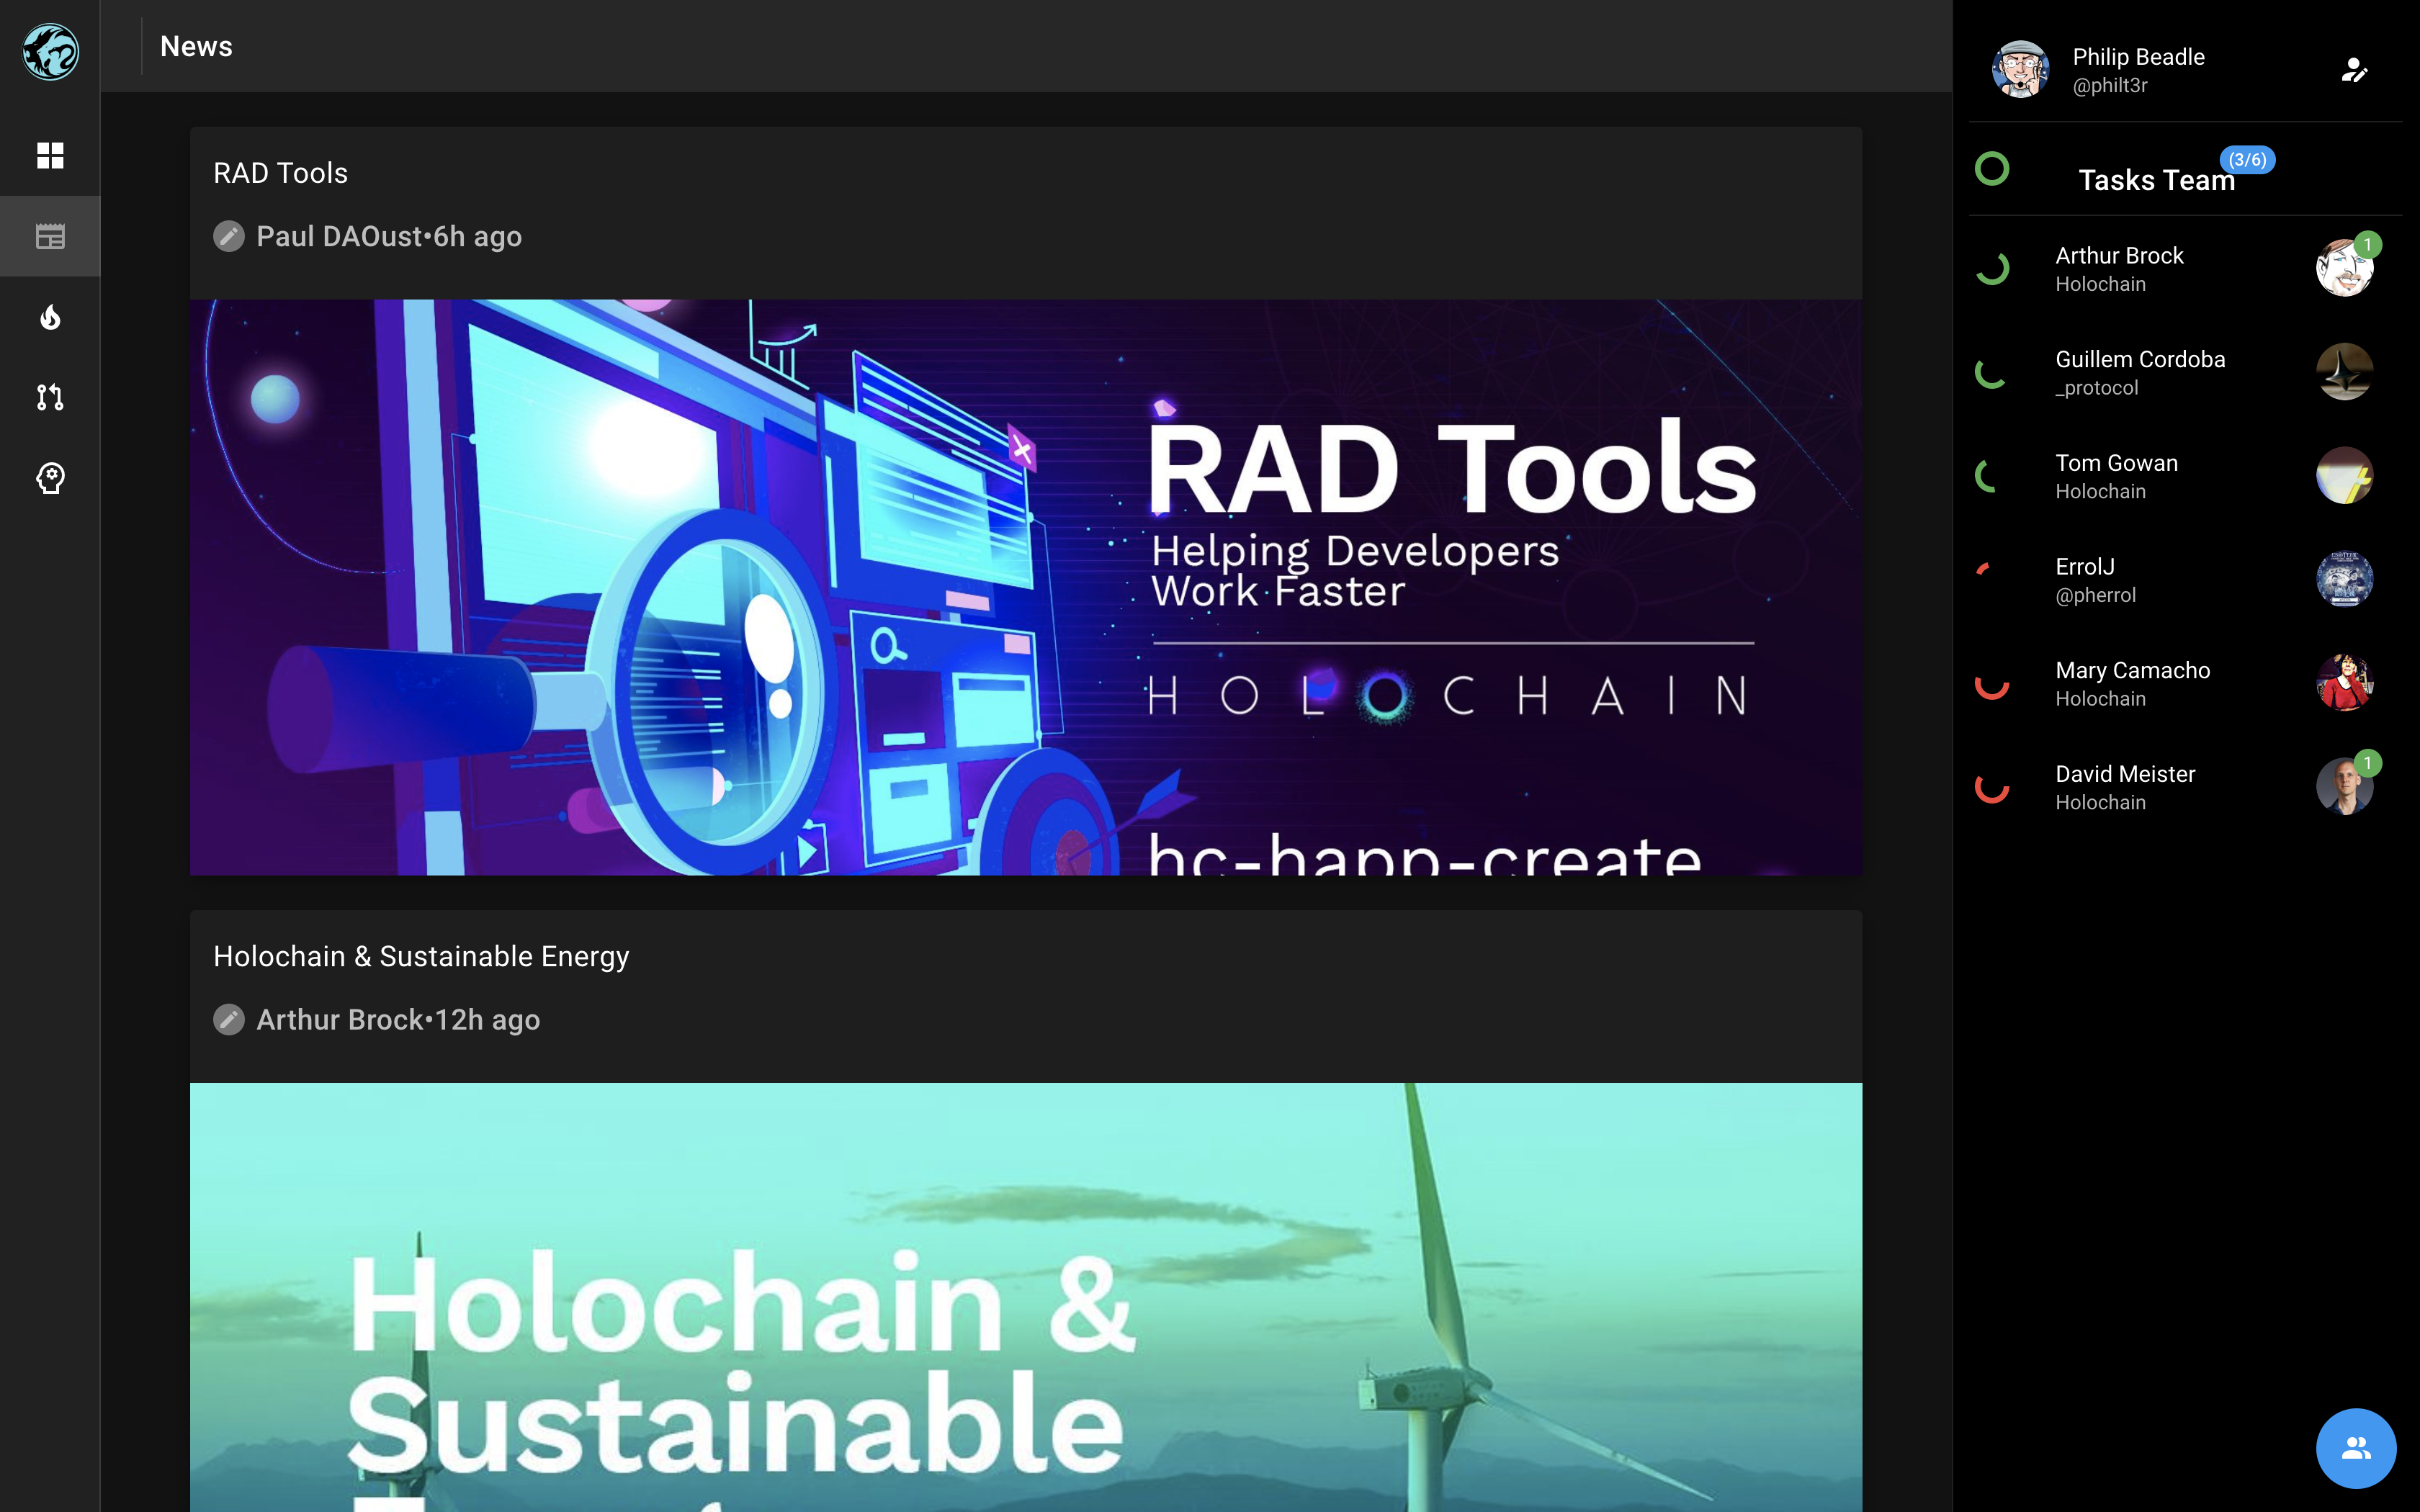 News
RAD Tools
Paul DAOust•6h ago
RAD Tools
Helping Developers
Work Faster
HOLOCHAIN
hc-happ-create
Holochain & Sustainable Energy
Arthur Brock•12h ago
Holochain &
Sustainable
Philip Beadle
@philt3r
(3/6)
Tasks Team
Arthur Brock
Holochain
1
Guillem Cordoba
_protocol
Tom Gowan
Holochain
ErrolJ
@pherrol
Mary Camacho
Holochain
David Meister
Holochain
1